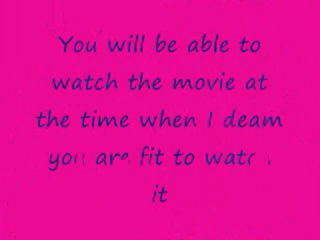 You will be able to
watch the movie at
the time when I deam
you are fit to watch
it